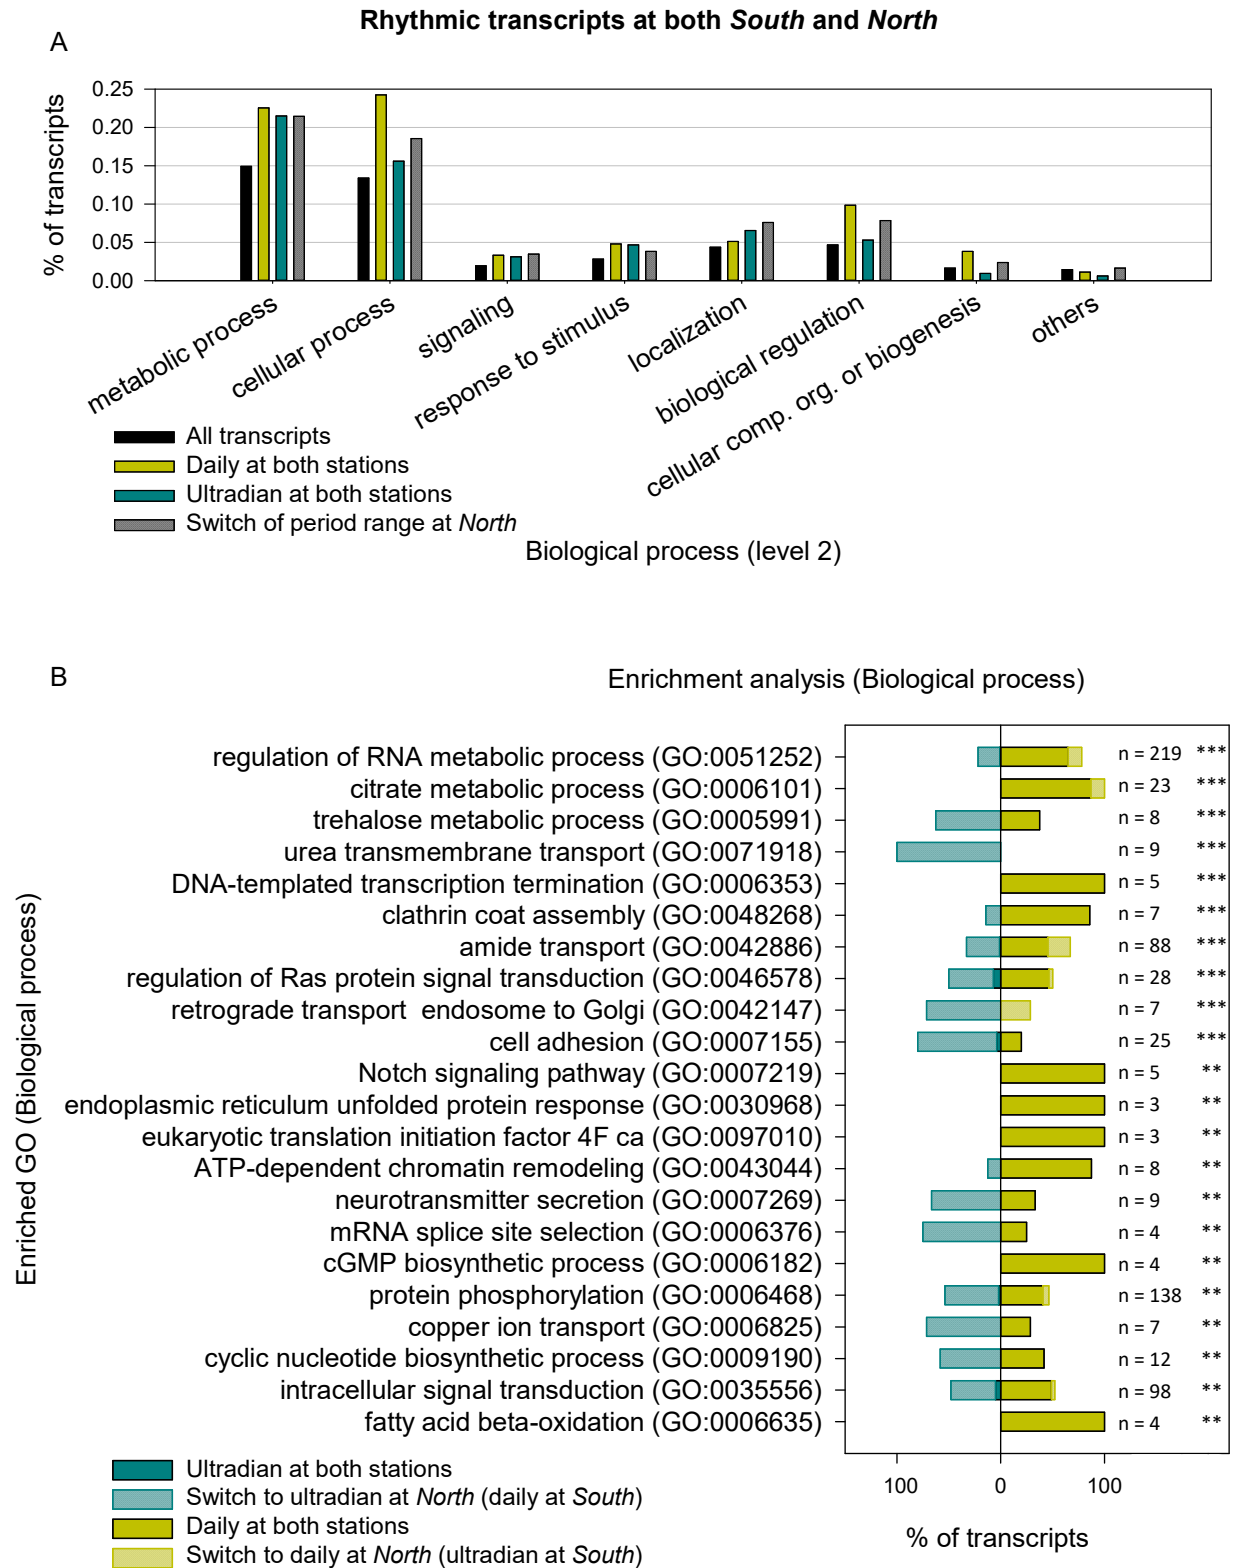 Rhythmic transcripts at both South and North
A
% of transcripts
0.25
0.20
0.15
0.10
0.05
0.00
metabolic process
cellular process
signaling
response to stimulus
localization
biological regulation
cellular comp. org. or biogenesis
others
All transcripts
Daily at both stations
Ultradian at both stations
Switch of period range at North
Biological process (level 2)
B
Enrichment analysis (Biological process)
Enriched GO (Biological process)
regulation of RNA metabolic process (GO:0051252) n = 219 ***
citrate metabolic process (GO:0006101) n = 23 ***
trehalose metabolic process (GO:0005991) n = 8 ***
urea transmembrane transport (GO:0071918) n = 9 ***
DNA-templated transcription termination (GO:0006353) n = 5 ***
clathrin coat assembly (GO:0048268) n = 7 ***
amide transport (GO:0042886) n = 88 ***
regulation of Ras protein signal transduction (GO:0046578) n = 28 ***
retrograde transport  endosome to Golgi (GO:0042147) n = 7 ***
cell adhesion (GO:0007155) n = 25 ***
Notch signaling pathway (GO:0007219) n = 5 **
endoplasmic reticulum unfolded protein response (GO:0030968) n = 3 **
eukaryotic translation initiation factor 4F ca (GO:0097010) n = 3 **
ATP-dependent chromatin remodeling (GO:0043044) n = 8 **
neurotransmitter secretion (GO:0007269) n = 9 **
mRNA splice site selection (GO:0006376) n = 4 **
cGMP biosynthetic process (GO:0006182) n = 4 **
protein phosphorylation (GO:0006468) n = 138 **
copper ion transport (GO:0006825) n = 7 **
cyclic nucleotide biosynthetic process (GO:0009190) n = 12 **
intracellular signal transduction (GO:0035556) n = 98 **
fatty acid beta-oxidation (GO:0006635) n = 4 **
100 0 100
% of transcripts
Ultradian at both stations
Switch to ultradian at North (daily at South)
Daily at both stations
Switch to daily at North (ultradian at South)